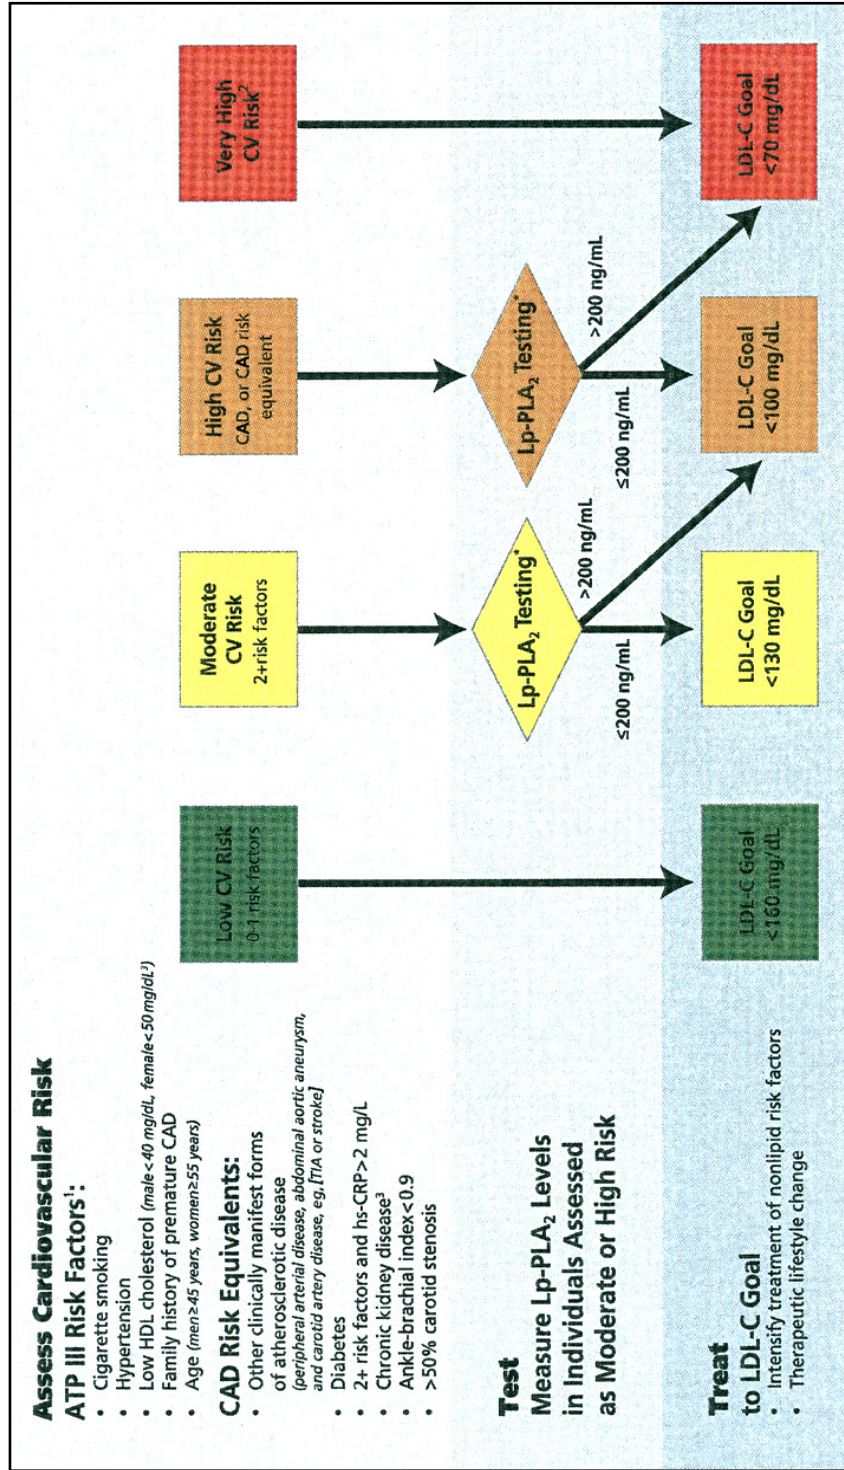 Assess Cardiovascular Risk
ATP III Risk Factors¹:
• Cigarette smoking
• Hypertension
• Low HDL cholesterol (male<40 mg/dL, female<50 mg/dL³)
• Family history of premature CAD
• Age (men≥45 years, women≥55 years)
CAD Risk Equivalents:
• Other clinically manifest forms
of atherosclerotic disease
(peripheral arterial disease, abdominal aortic aneurysm,
and carotid artery disease, eg, [TIA or stroke]
• Diabetes
• 2+ risk factors and hs-CRP>2 mg/L
• Chronic kidney disease³
• Ankle-brachial index<0.9
• >50% carotid stenosis
Low CV Risk
0-1 risk factors
Moderate
CV Risk
2+risk factors
High CV Risk
CAD, or CAD risk
equivalent
Very High
CV Risk²
Test
Measure Lp-PLA₂ Levels
in Individuals Assessed
as Moderate or High Risk
Lp-PLA₂ Testing*
≤200 ng/mL
>200 ng/mL
Lp-PLA₂ Testing*
≤200 ng/mL
>200 ng/mL
Treat
to LDL-C Goal
• Intensify treatment of nonlipid risk factors
• Therapeutic lifestyle change
LDL-C Goal
<160 mg/dL
LDL-C Goal
<130 mg/dL
LDL-C Goal
<100 mg/dL
LDL-C Goal
<70 mg/dL